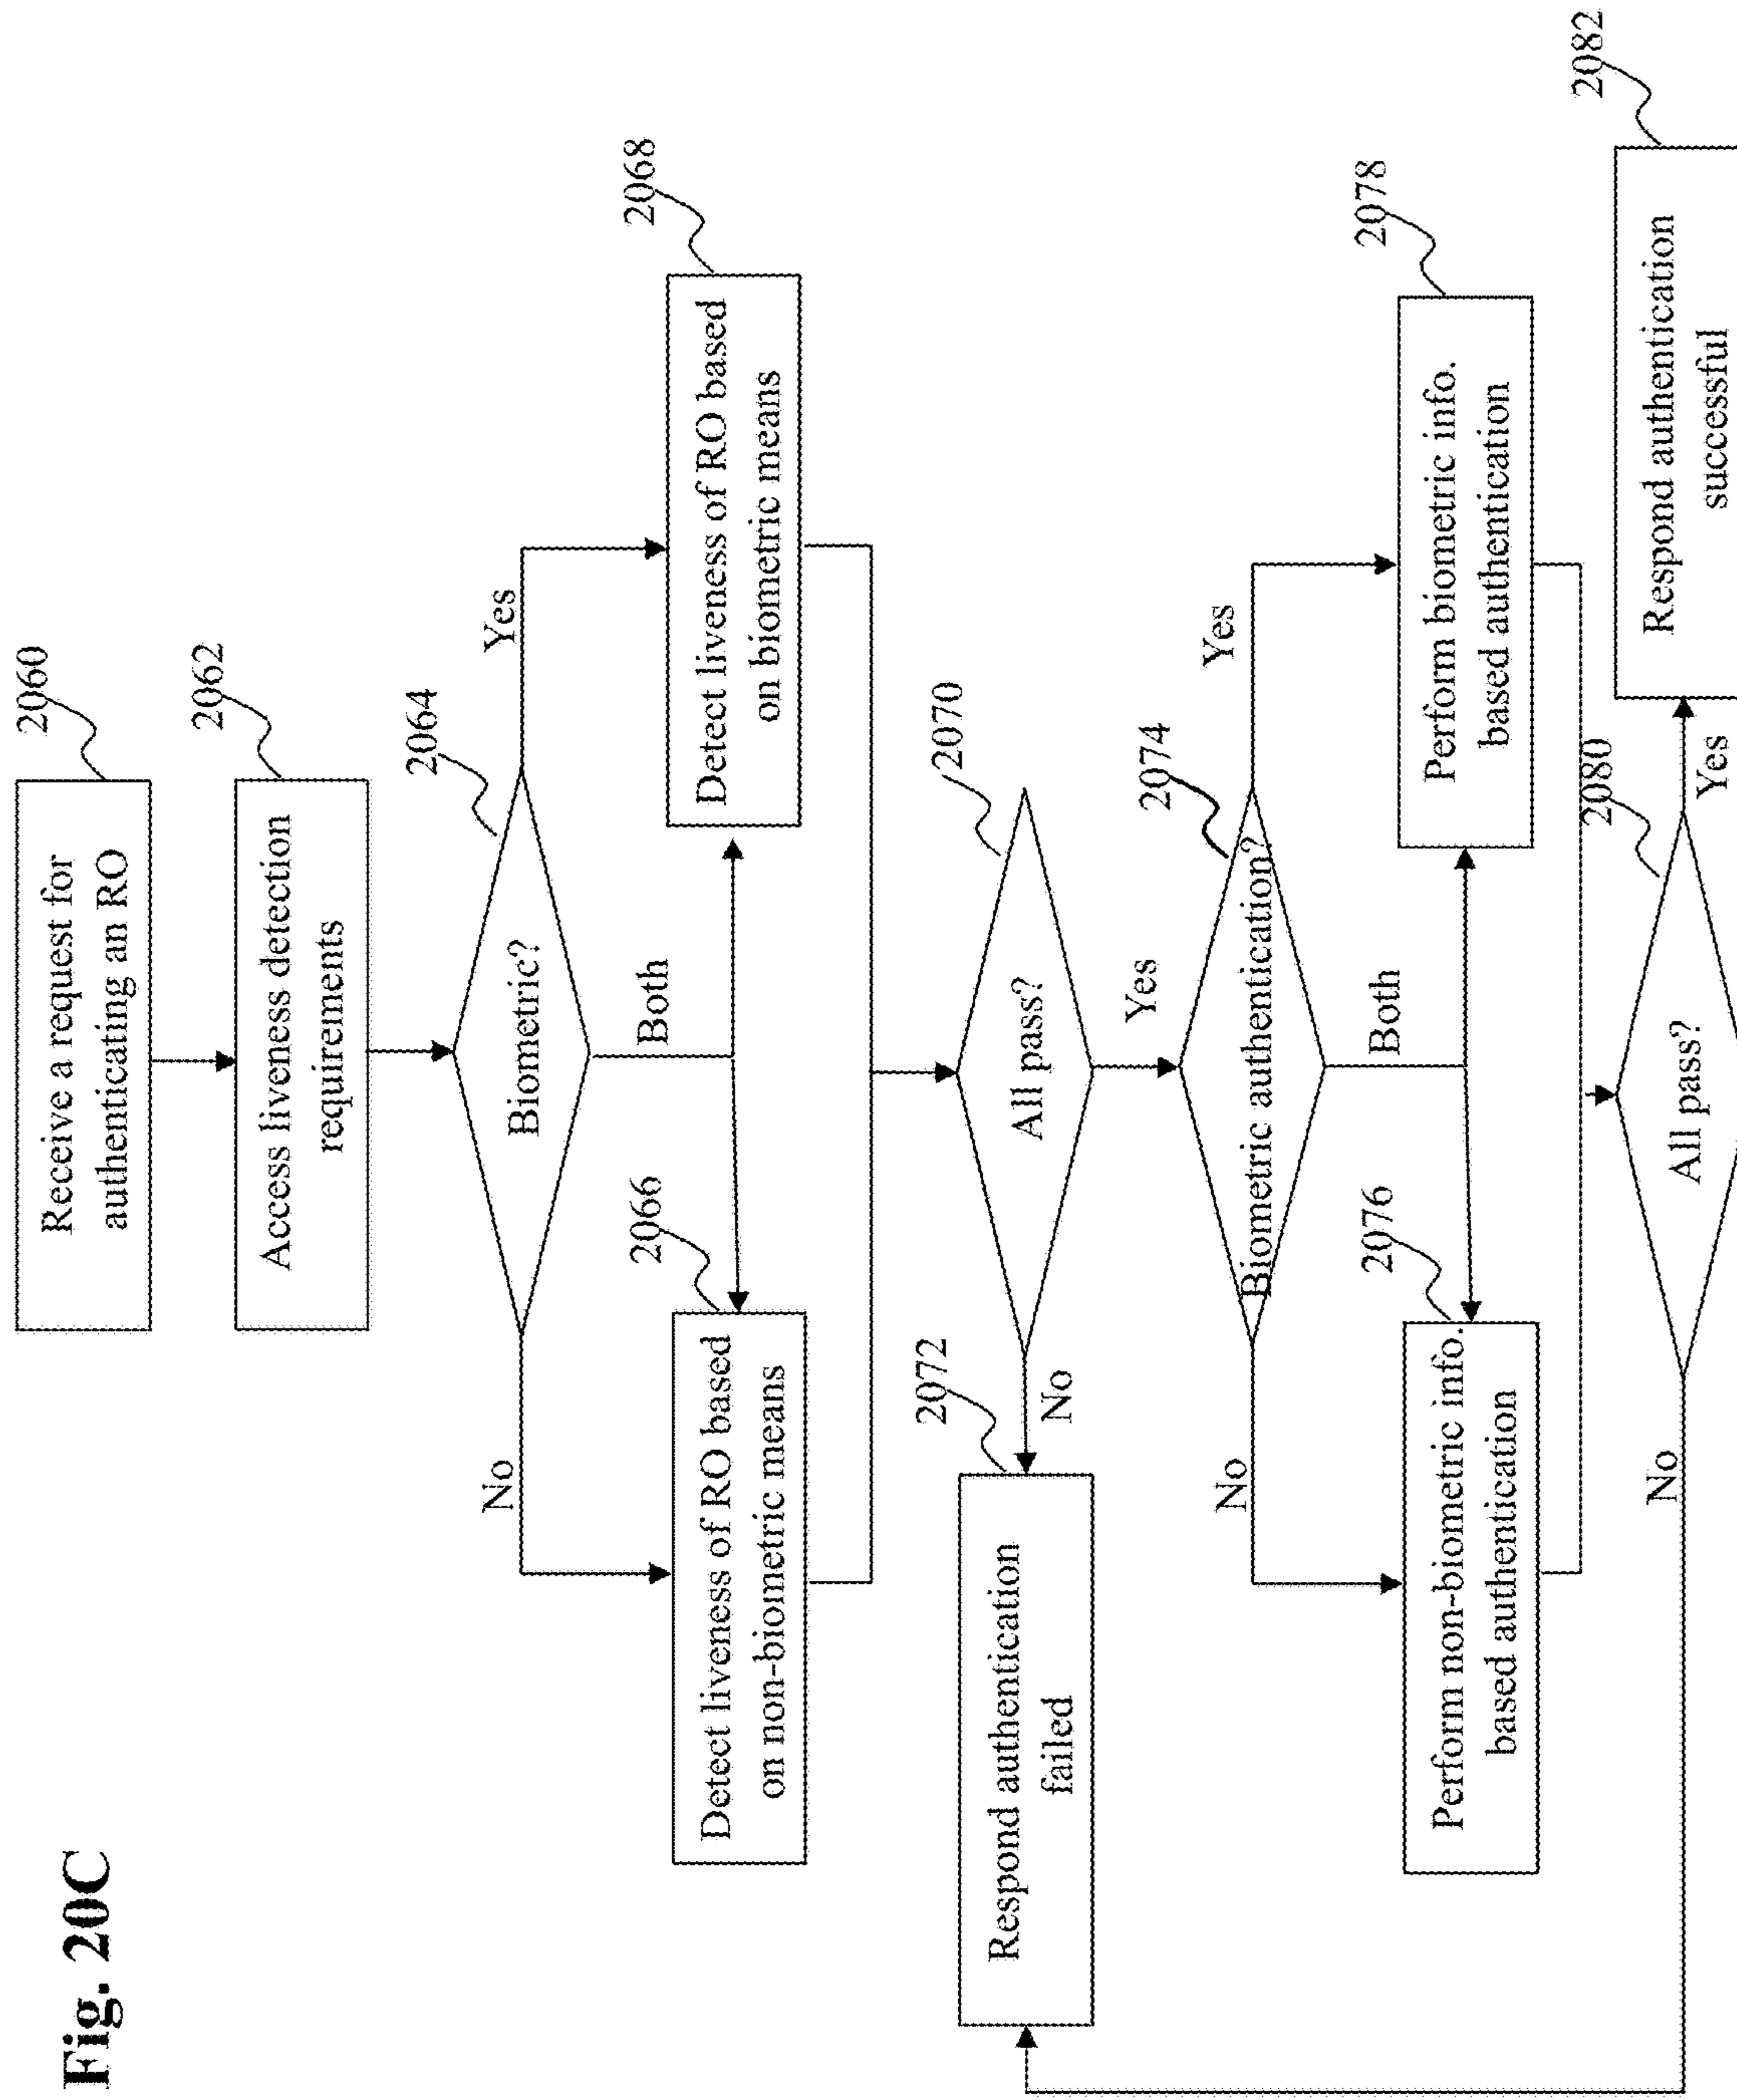 Fig. 20C
2060
Receive a request for
authenticating an RO
2062
Access liveness detection
requirements
2064
Biometric?
No
Yes
Both
2066
2068
Detect liveness of RO based
on non-biometric means
Detect liveness of RO based
on biometric means
2070
All pass?
2072
No
Yes
Respond authentication
failed
2074
Biometric authentication?
No
Yes
Both
2076
2078
Perform non-biometric info.
based authentication
Perform biometric info.
based authentication
2080
2082
All pass?
No
Yes
Respond authentication
successful